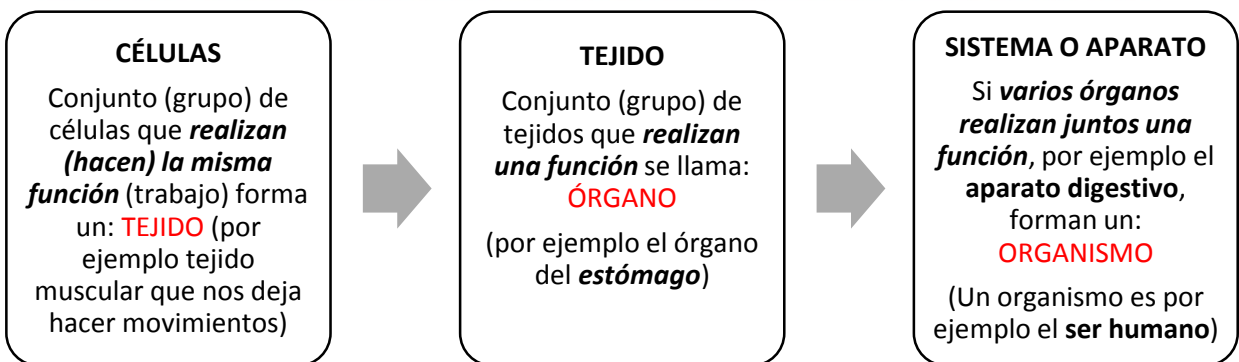 CÉLULAS
Conjunto (grupo) de
células que realizan
(hacen) la misma
función (trabajo) forma
un: TEJIDO (por
ejemplo tejido
muscular que nos deja
hacer movimientos)
TEJIDO
Conjunto (grupo) de
tejidos que realizan
una función se llama:
ÓRGANO
(por ejemplo el órgano
del estómago)
SISTEMA O APARATO
Si varios órganos
realizan juntos una
función, por ejemplo el
aparato digestivo,
forman un:
ORGANISMO
(Un organismo es por
ejemplo el ser humano)